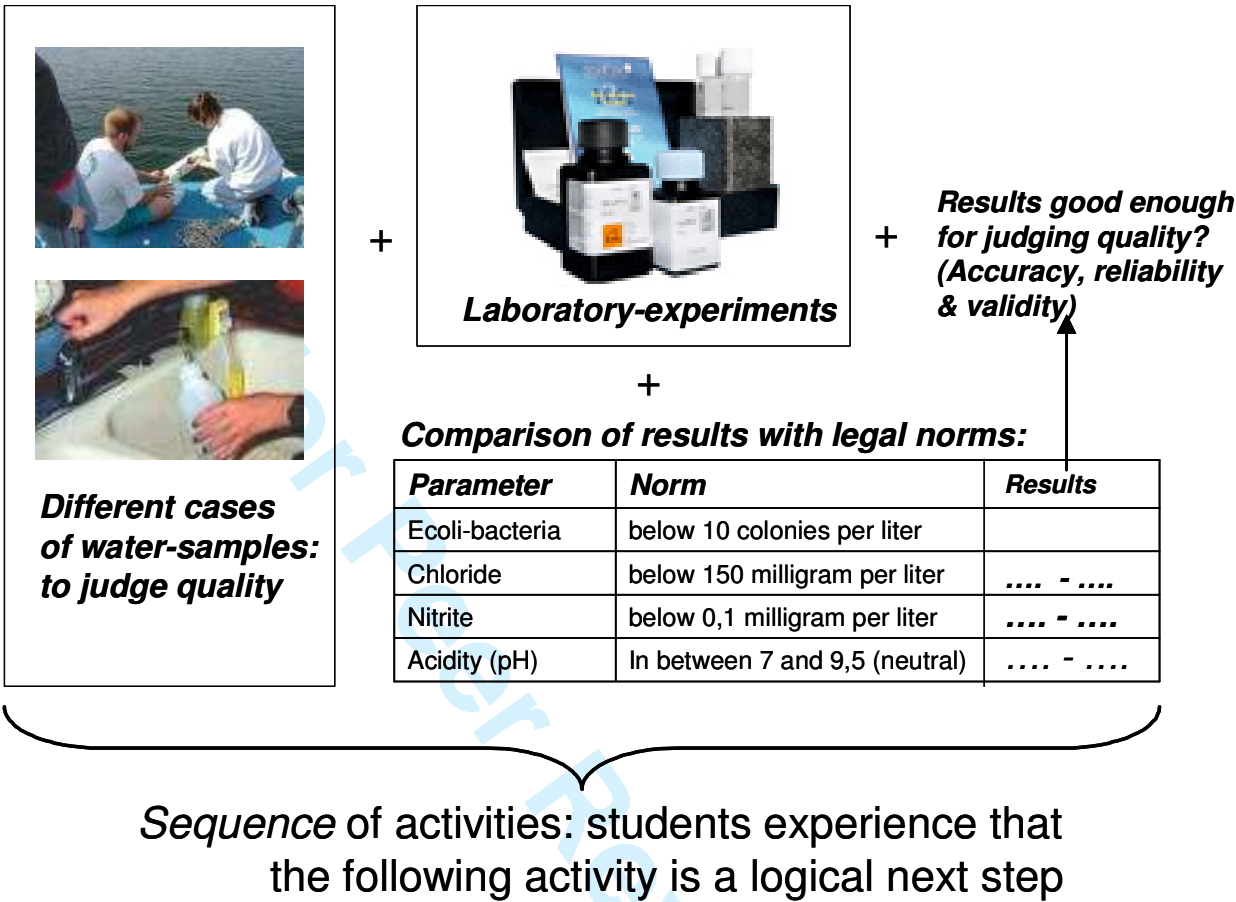 Different cases
of water-samples:
to judge quality
+
Laboratory-experiments
+
Results good enough
for judging quality?
(Accuracy, reliability
& validity)
+
Comparison of results with legal norms:
Parameter Norm Results
Ecoli-bacteria below 10 colonies per liter
Chloride below 150 milligram per liter .... - ....
Nitrite below 0,1 milligram per liter .... - ....
Acidity (pH) In between 7 and 9,5 (neutral) .... - ....
Sequence of activities: students experience that
the following activity is a logical next step
or Peer Re